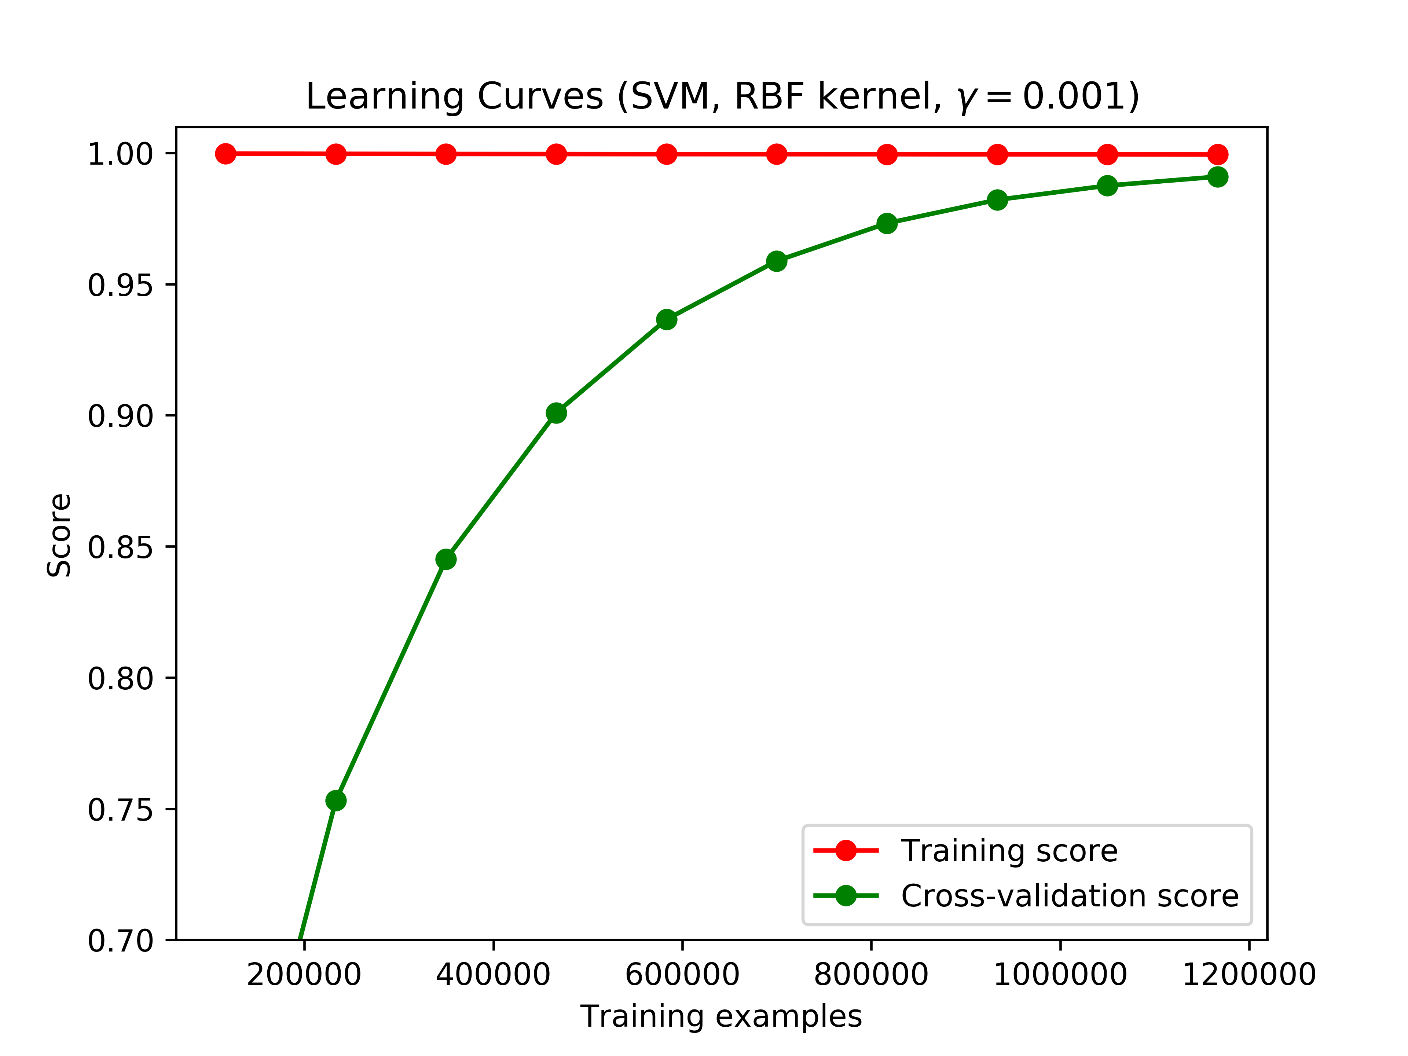 Learning Curves (SVM, RBF kernel, γ = 0.001)
1.00
0.95
0.90
0.85
0.80
0.75
0.70
Score
Training score
Cross-validation score
200000 400000 600000 800000 1000000 1200000
Training examples